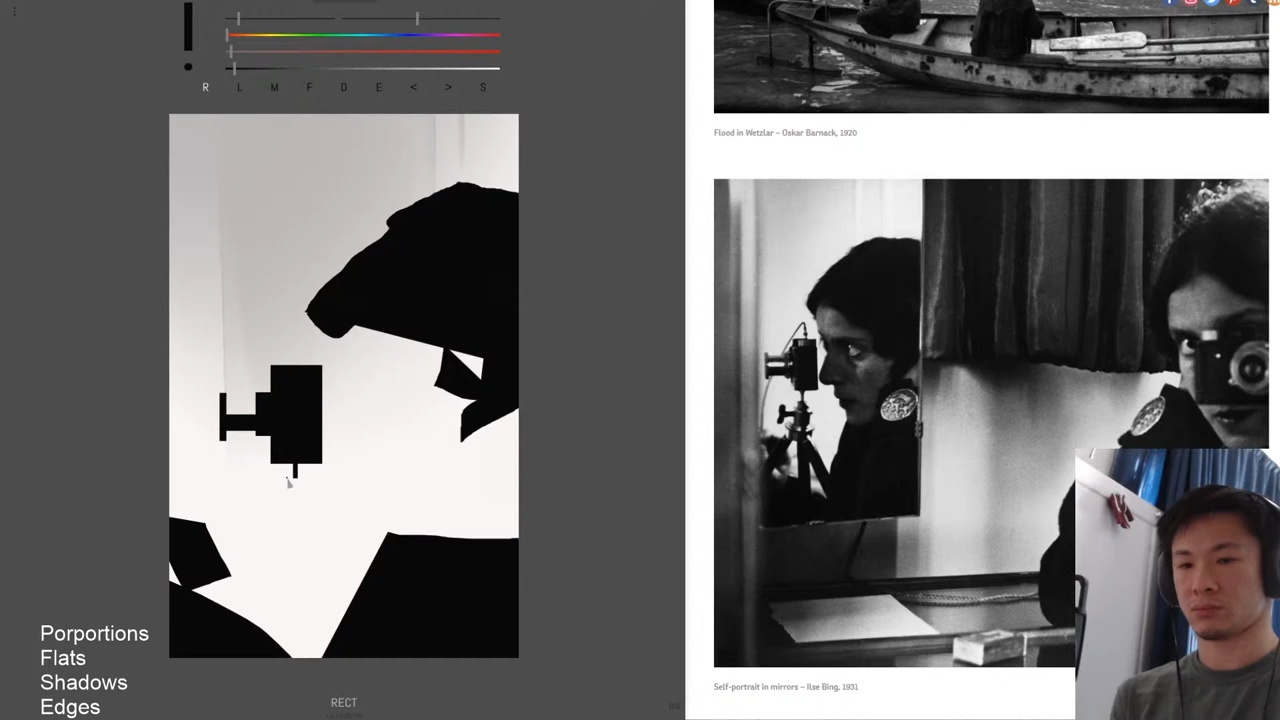 R L M F D E < > S
Flood in Wetzlar – Oskar Barnack, 1920
Porportions
Flats
Shadows
Edges
RECT
Self-portrait in mirrors – Ilse Bing, 1931